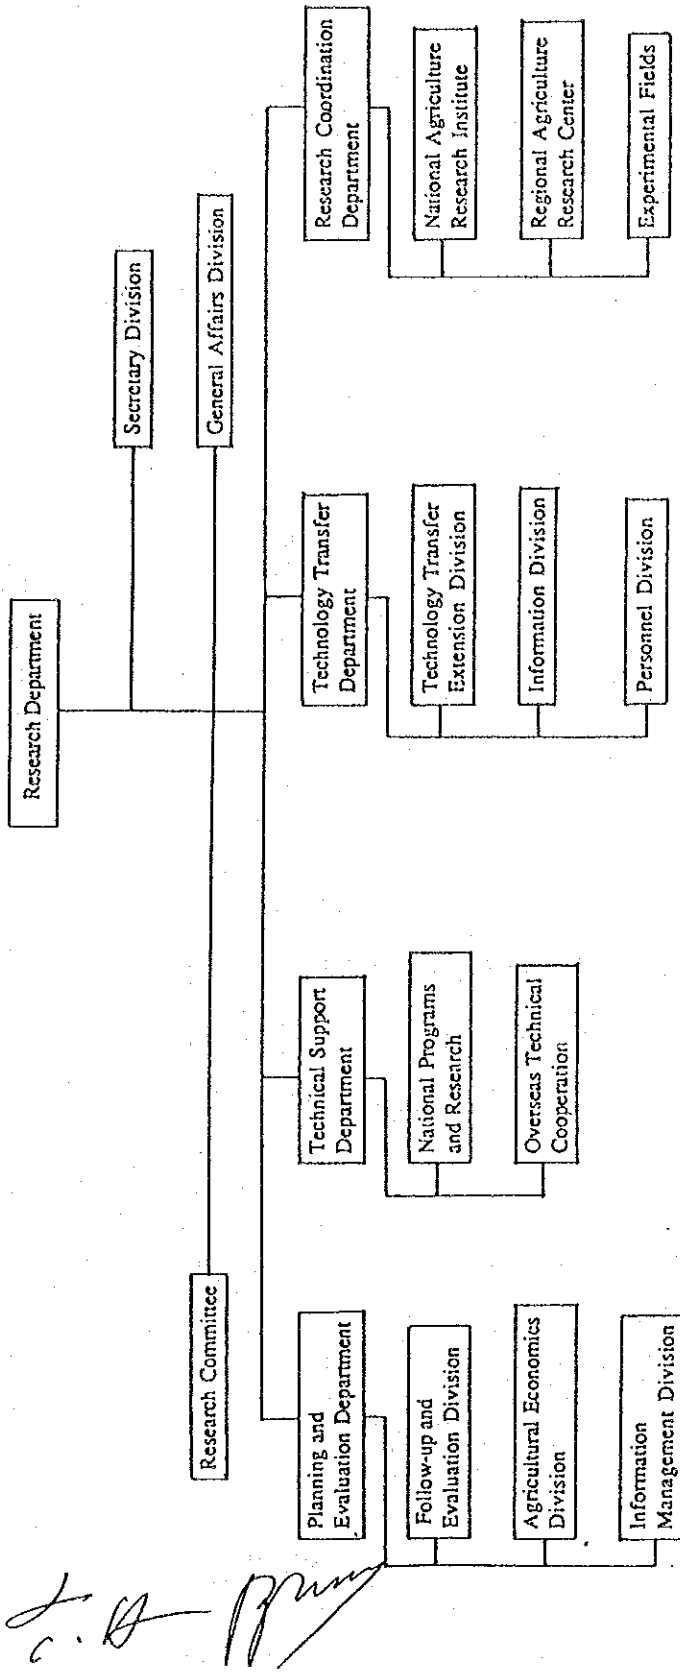 Research Department
Secretary Division
Research Committee
General Affairs Division
Planning and
Evaluation Department
Follow-up and
Evaluation Division
Agricultural Economics
Division
Information
Management Division
Technical Support
Department
National Programs
and Research
Overseas Technical
Cooperation
Technology Transfer
Department
Technology Transfer
Extension Division
Information Division
Personnel Division
Research Coordination
Department
National Agriculture
Research Institute
Regional Agriculture
Research Center
Experimental Fields